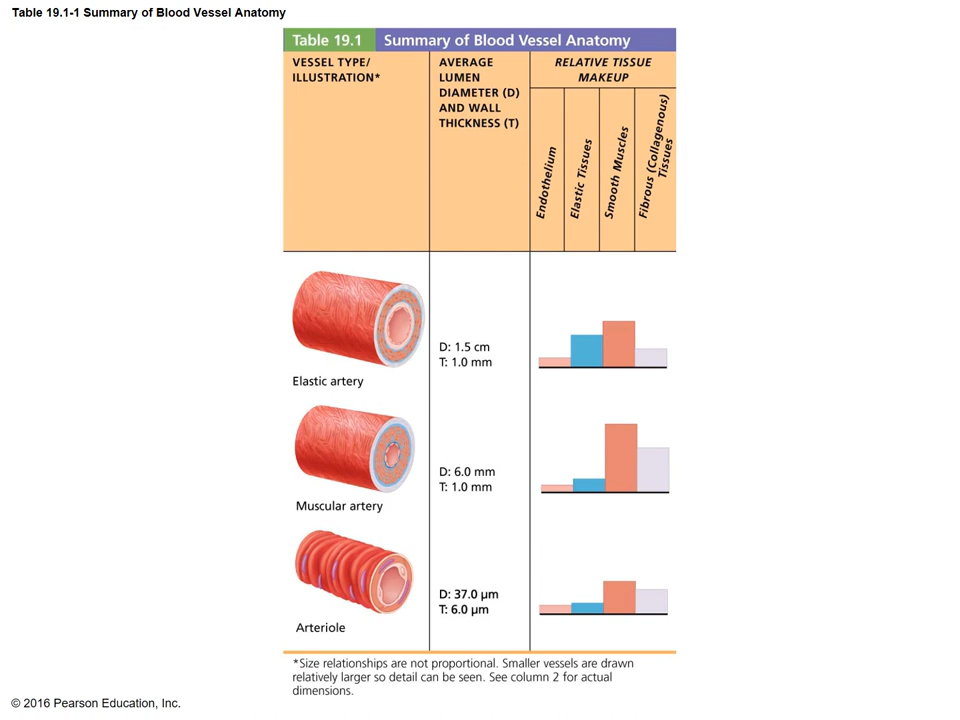 Table 19.1-1 Summary of Blood Vessel Anatomy
Table 19.1 Summary of Blood Vessel Anatomy
VESSEL TYPE/
ILLUSTRATION*
AVERAGE
LUMEN
DIAMETER (D)
AND WALL
THICKNESS (T)
RELATIVE TISSUE
MAKEUP
Endothelium
Elastic Tissues
Smooth Muscles
Fibrous (Collagenous)
Tissues
D: 1.5 cm
T: 1.0 mm
Elastic artery
D: 6.0 mm
T: 1.0 mm
Muscular artery
D: 37.0 µm
T: 6.0 µm
Arteriole
*Size relationships are not proportional. Smaller vessels are drawn
relatively larger so detail can be seen. See column 2 for actual
dimensions.
© 2016 Pearson Education, Inc.